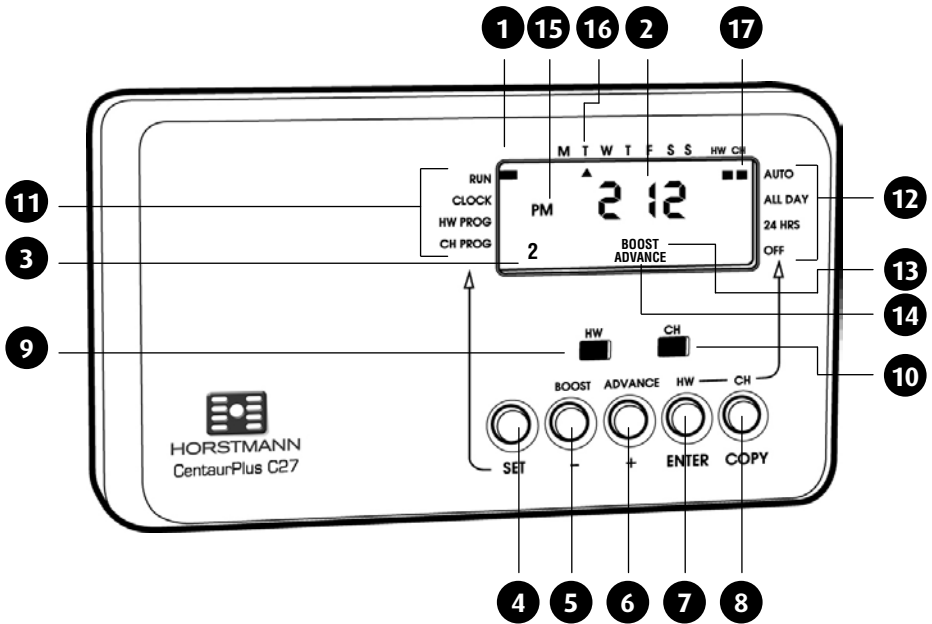 1 15 16 2 17
M T W T F S S HW CH
RUN
CLOCK
HW PROG
CH PROG
PM
2 12
2
BOOST
ADVANCE
AUTO
ALL DAY
24 HRS
OFF
11
3
12
13
14
9
10
HW CH
BOOST ADVANCE HW CH
SET - + ENTER COPY
HORSTMANN
CentaurPlus C27
4 5 6 7 8